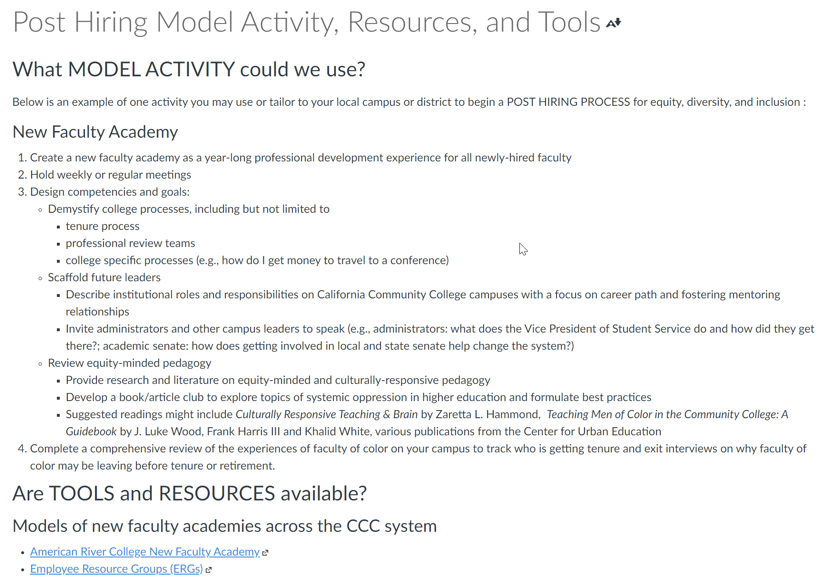 Post Hiring Model Activity, Resources, and Tools
What MODEL ACTIVITY could we use?
Below is an example of one activity you may use or tailor to your local campus or district to begin a POST HIRING PROCESS for equity, diversity, and inclusion :
New Faculty Academy
1. Create a new faculty academy as a year-long professional development experience for all newly-hired faculty
2. Hold weekly or regular meetings
3. Design competencies and goals:
◦ Demystify college processes, including but not limited to
▪ tenure process
▪ professional review teams
▪ college specific processes (e.g., how do I get money to travel to a conference)
◦ Scaffold future leaders
▪ Describe institutional roles and responsibilities on California Community College campuses with a focus on career path and fostering mentoring
relationships
▪ Invite administrators and other campus leaders to speak (e.g., administrators: what does the Vice President of Student Service do and how did they get
there?; academic senate: how does getting involved in local and state senate help change the system?)
◦ Review equity-minded pedagogy
▪ Provide research and literature on equity-minded and culturally-responsive pedagogy
▪ Develop a book/article club to explore topics of systemic oppression in higher education and formulate best practices
▪ Suggested readings might include Culturally Responsive Teaching & Brain by Zaretta L. Hammond, Teaching Men of Color in the Community College: A
Guidebook by J. Luke Wood, Frank Harris III and Khalid White, various publications from the Center for Urban Education
4. Complete a comprehensive review of the experiences of faculty of color on your campus to track who is getting tenure and exit interviews on why faculty of
color may be leaving before tenure or retirement.
Are TOOLS and RESOURCES available?
Models of new faculty academies across the CCC system
• American River College New Faculty Academy
• Employee Resource Groups (ERGs)